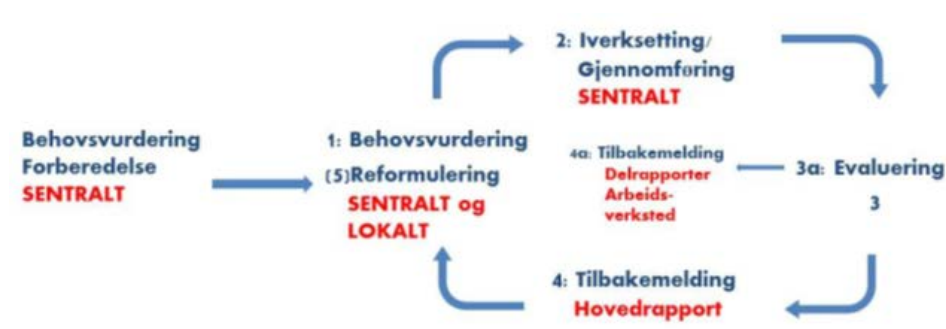 Behovsvurdering
Forberedelse
SENTRALT
1: Behovsvurdering
(5)Reformulering
SENTRALT og
LOKALT
2: Iverksetting/
Gjennomføring
SENTRALT
3a: Evaluering
3
4a: Tilbakemelding
Delrapporter
Arbeids-
verksted
4: Tilbakemelding
Hovedrapport